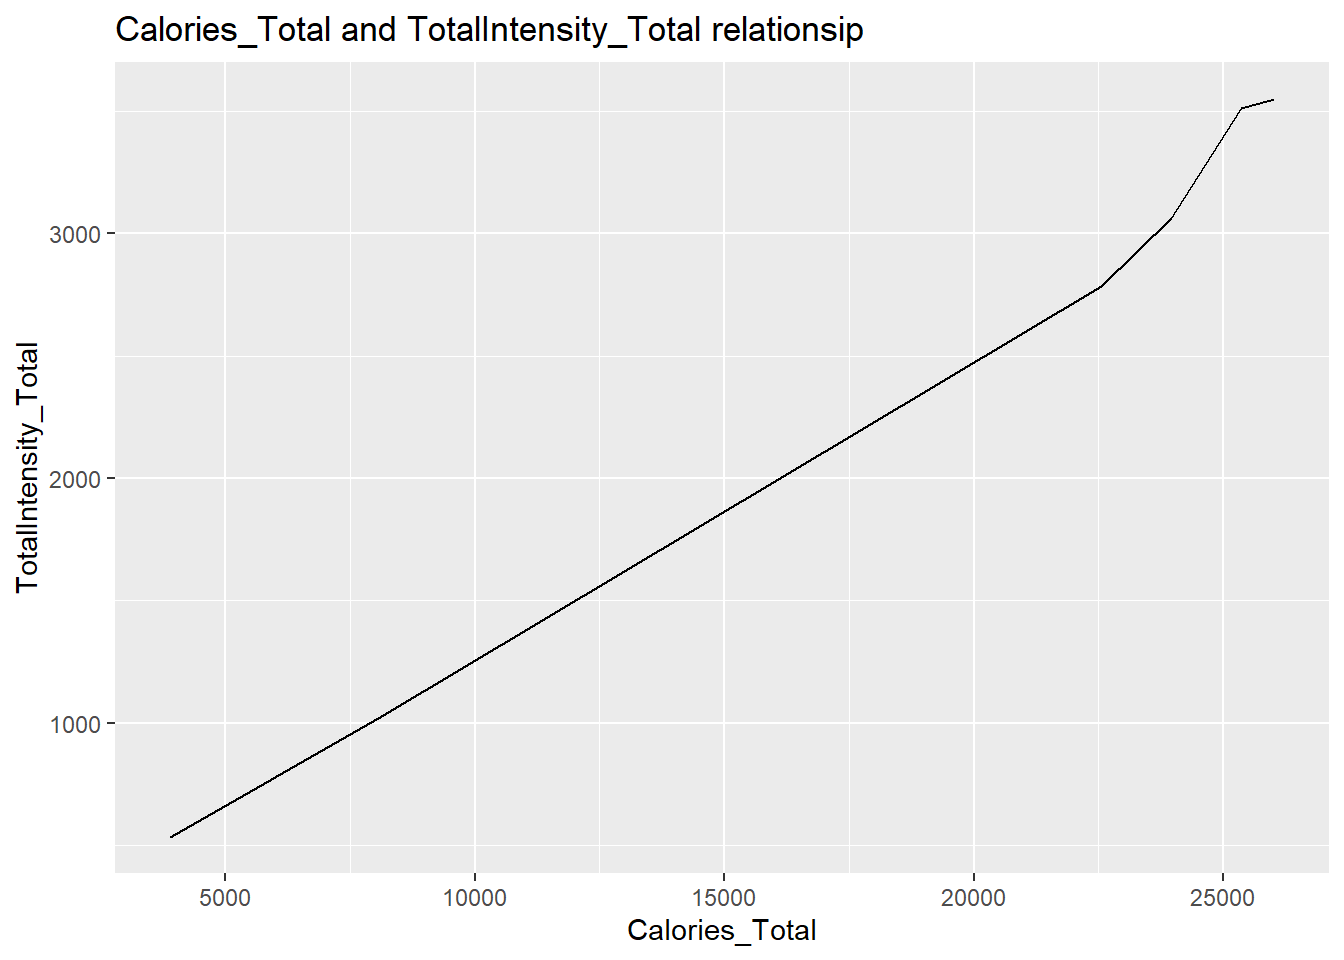 Calories_Total and TotalIntensity_Total relationsip
3000
2000
1000
TotalIntensity_Total
5000 10000 15000 20000 25000
Calories_Total